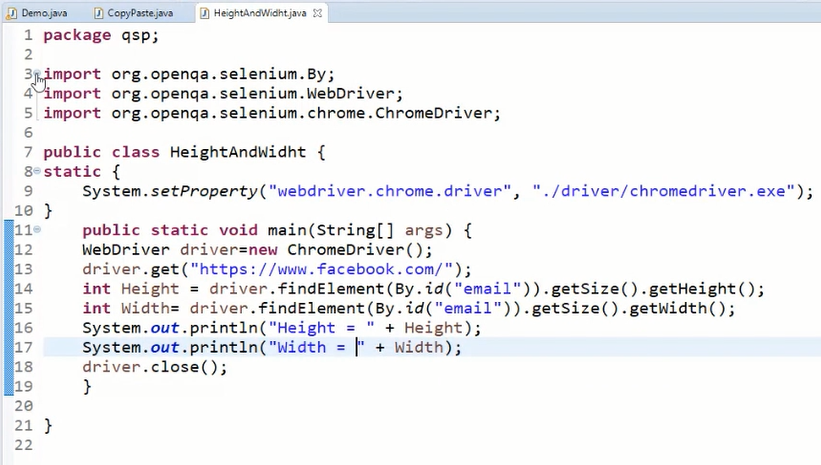 Demo.java CopyPaste.java HeightAndWidht.java
1 package qsp;
2
3 import org.openqa.selenium.By;
4 import org.openqa.selenium.WebDriver;
5 import org.openqa.selenium.chrome.ChromeDriver;
6
7 public class HeightAndWidht {
8 static {
9 System.setProperty("webdriver.chrome.driver", "./driver/chromedriver.exe");
10 }
11 public static void main(String[] args) {
12 WebDriver driver=new ChromeDriver();
13 driver.get("https://www.facebook.com/");
14 int Height = driver.findElement(By.id("email")).getSize().getHeight();
15 int Width= driver.findElement(By.id("email")).getSize().getWidth();
16 System.out.println("Height = " + Height);
17 System.out.println("Width = " + Width);
18 driver.close();
19 }
20
21 }
22